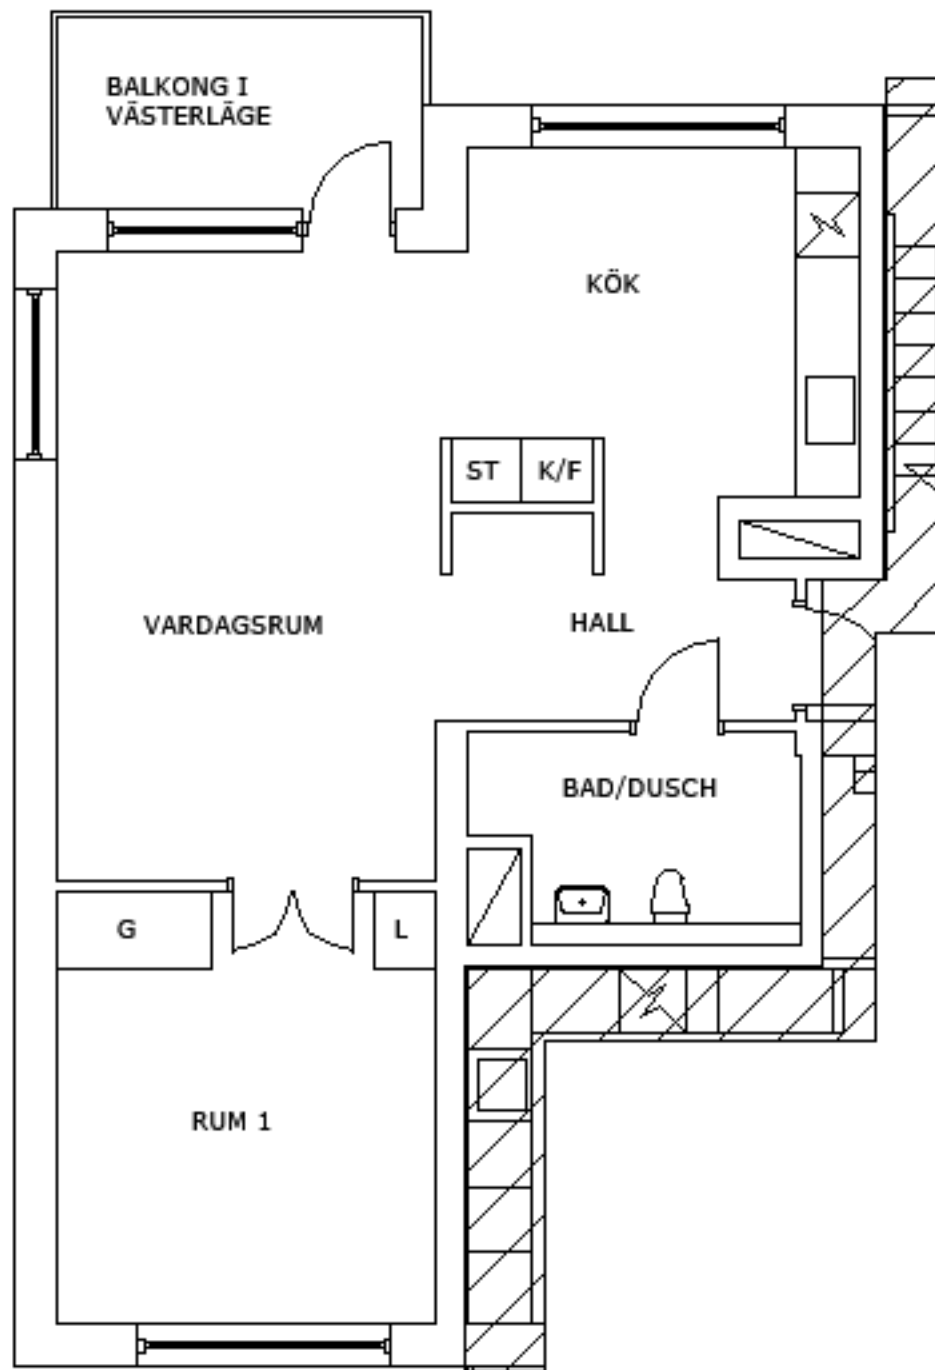 BALKONG I
VÄSTERLÄGE
KÖK
ST
K/F
VARDAGSRUM
HALL
BAD/DUSCH
G
L
RUM 1